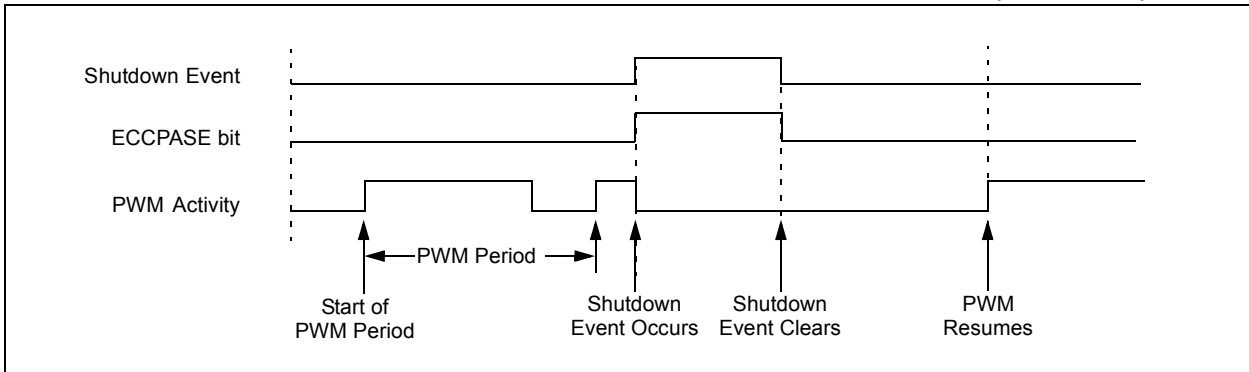 Shutdown Event
ECCPASE bit
PWM Activity
PWM Period
Start of
PWM Period
Shutdown
Event Occurs
Shutdown
Event Clears
PWM
Resumes